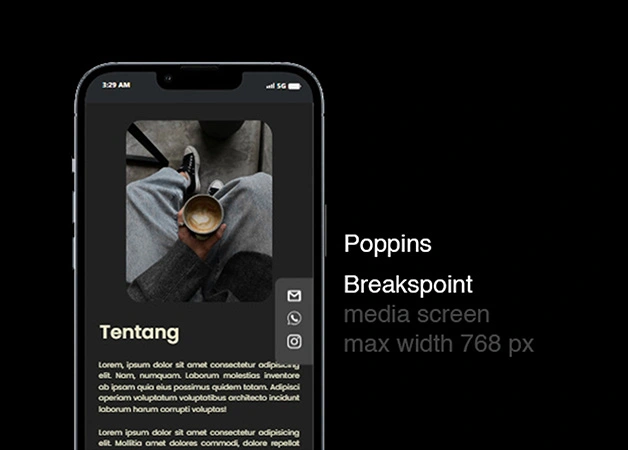 3:29 AM
5G
Tentang
Lorem, ipsum dolor sit amet consectetur adipisicing
elit. Nam, numquam. Laborum molestias inventore
ab ipsam quia eius possimus quidem totam. Adipisci
aperiam voluptatum voluptatibus architecto incidunt
laborum harum corrupti voluptas!
Lorem ipsum dolor sit amet consectetur adipisicing
elit. Mollitia amet dolores commodi, dolore repellat
Poppins
Breakspoint
media screen
max width 768 px